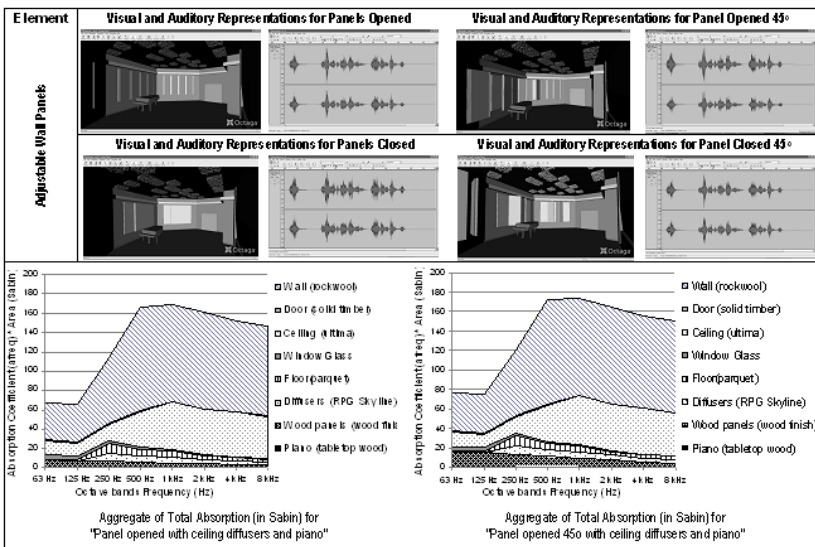 Element
Visual and Auditory Representations for Panels Opened
Visual and Auditory Representations for Panel Opened 45o
Adjustable Wall Panels
Octaga
Octaga
Visual and Auditory Representations for Panels Closed
Visual and Auditory Representations for Panel Closed 45o
Octaga
Octaga
Absorption Coefficient (afreq) * Area (Sabin)
200
180
160
140
120
100
80
60
40
20
0
63 Hz 125 Hz 250 Hz 500 Hz 1 kHz 2 kHz 4 kHz 8 kHz
Octave bands Frequency (Hz)
Wall (rockwool)
Door (solid timber)
Ceiling (ultima)
Window Glass
Floor(parquet)
Diffusers (RPG Skyline)
Wood panels (wood finis
Piano (tabletop wood)
Aggregate of Total Absorption (in Sabin) for
"Panel opened with ceiling diffusers and piano"
Absorption Coefficient (afreq) * Area (Sabin)
200
180
160
140
120
100
80
60
40
20
0
63 Hz 125 Hz 250 Hz 500 Hz 1 kHz 2 kHz 4 kHz 8 kHz
Octave bands Frequency (Hz)
Wall (rockwool)
Door (solid timber)
Ceiling (ultima)
Window Glass
Floor(parquet)
Diffusers (RPG Skyline)
Wood panels (wood finish)
Piano (tabletop wood)
Aggregate of Total Absorption (in Sabin) for
"Panel opened 45o with ceiling diffusers and piano"